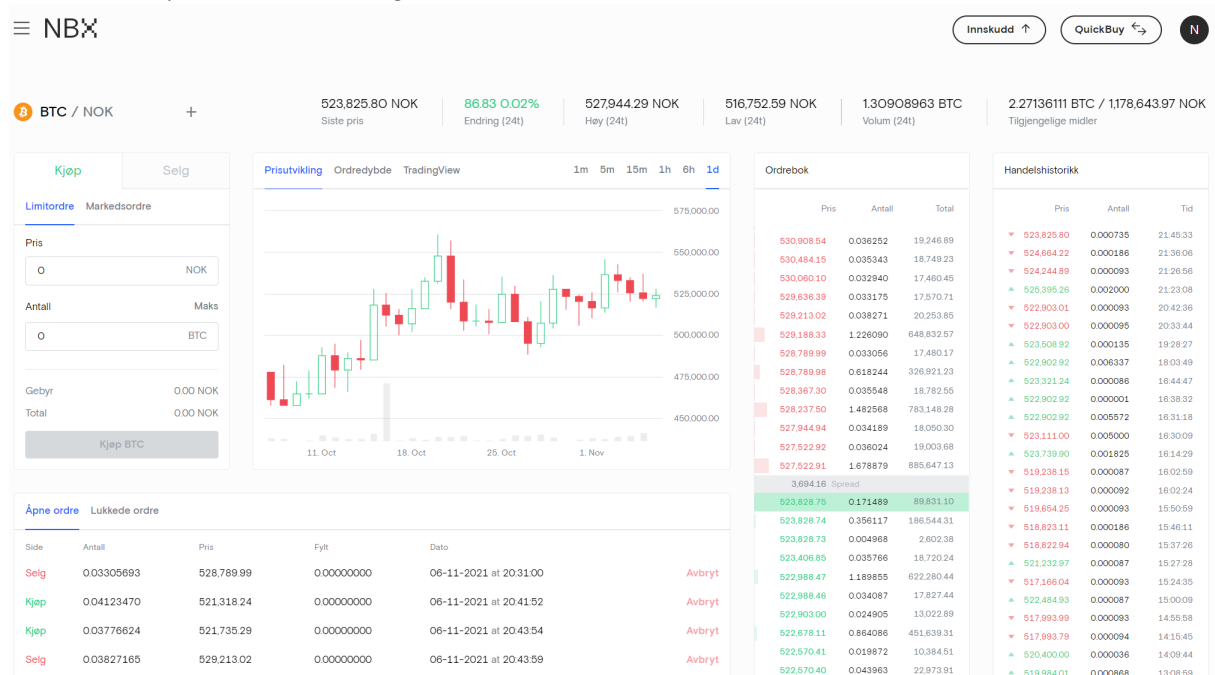 NBX
Innskudd ↑
QuickBuy
N
BTC / NOK
+
523,825.80 NOK
Siste pris
86.83 0.02%
Endring (24t)
527,944.29 NOK
Høy (24t)
516,752.59 NOK
Lav (24t)
1.30908963 BTC
Volum (24t)
2.27136111 BTC / 1,178,643.97 NOK
Tilgjengelige midler
Kjøp Selg
Limitordre Markedsordre
Pris
0 NOK
Antall Maks
0 BTC
Gebyr 0.00 NOK
Total 0.00 NOK
Kjøp BTC
Prisutvikling Ordredybde TradingView 1m 5m 15m 1h 6h 1d
575,000.00
550,000.00
525,000.00
500,000.00
475,000.00
450,000.00
11. Oct 18. Oct 25. Oct 1. Nov
Åpne ordre Lukkede ordre
Side Antall Pris Fylt Dato
Selg 0.03305693 528,789.99 0.00000000 06-11-2021 at 20:31:00 Avbryt
Kjøp 0.04123470 521,318.24 0.00000000 06-11-2021 at 20:41:52 Avbryt
Kjøp 0.03776624 521,735.29 0.00000000 06-11-2021 at 20:43:54 Avbryt
Selg 0.03827165 529,213.02 0.00000000 06-11-2021 at 20:43:59 Avbryt
Ordrebok
Pris Antall Total
530,908.54 0.036252 19,246.89
530,484.15 0.035343 18,749.23
530,060.10 0.032940 17,460.45
529,636.39 0.033175 17,570.71
529,213.02 0.038271 20,253.85
529,188.33 1.226090 648,832.57
528,789.99 0.033056 17,480.17
528,789.98 0.618244 326,921.23
528,367.30 0.035548 18,782.55
528,237.50 1.482568 783,148.28
527,944.94 0.034189 18,050.30
527,522.92 0.036024 19,003.68
527,522.91 1.678879 885,647.13
3,694.16 Spread
523,828.75 0.171489 89,831.10
523,828.74 0.356117 186,544.31
523,828.73 0.004968 2,602.38
523,406.85 0.035766 18,720.24
522,988.47 1.189855 622,280.44
522,988.46 0.034087 17,827.44
522,903.00 0.024905 13,022.89
522,678.11 0.864086 451,639.31
522,570.41 0.019872 10,384.51
522,570.40 0.043963 22,973.91
Handelshistorikk
Pris Antall Tid
523,825.80 0.000735 21:45:33
524,664.22 0.000186 21:36:06
524,244.89 0.000093 21:26:56
525,395.26 0.002000 21:23:08
522,903.01 0.000093 20:42:36
522,903.00 0.000095 20:33:44
523,508.92 0.000135 19:28:27
522,902.92 0.006337 18:03:49
523,321.24 0.000086 16:44:47
522,902.92 0.000001 16:38:32
522,902.92 0.005572 16:31:18
523,111.00 0.005000 16:30:09
523,739.90 0.001825 16:14:29
519,238.15 0.000087 16:02:59
519,238.13 0.000092 16:02:24
519,654.25 0.000093 15:50:59
518,823.11 0.000186 15:46:11
518,822.94 0.000080 15:37:26
521,232.97 0.000087 15:27:28
517,166.04 0.000093 15:24:35
522,484.93 0.000087 15:00:09
517,993.99 0.000093 14:55:58
517,993.79 0.000094 14:15:45
520,400.00 0.000036 14:09:44
519,984.01 0.000868 13:08:59